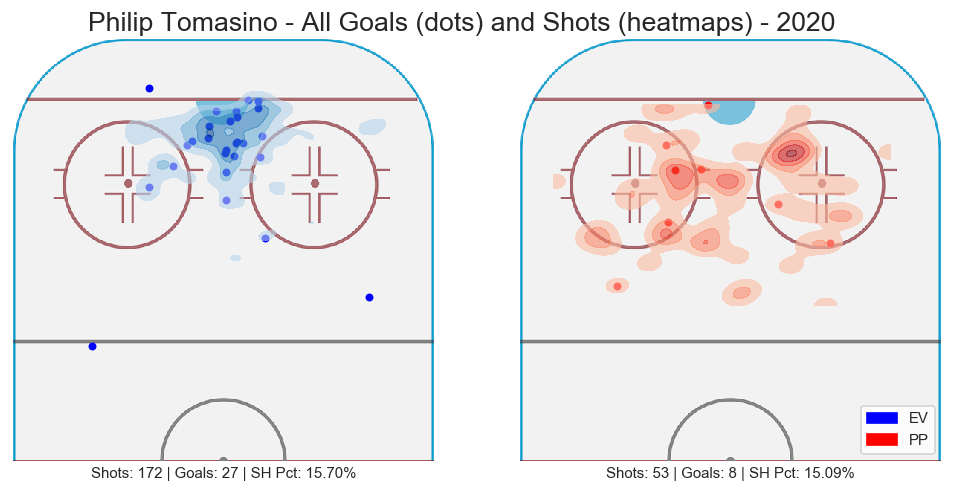 Philip Tomasino - All Goals (dots) and Shots (heatmaps) - 2020
EV
PP
Shots: 172 | Goals: 27 | SH Pct: 15.70%
Shots: 53 | Goals: 8 | SH Pct: 15.09%